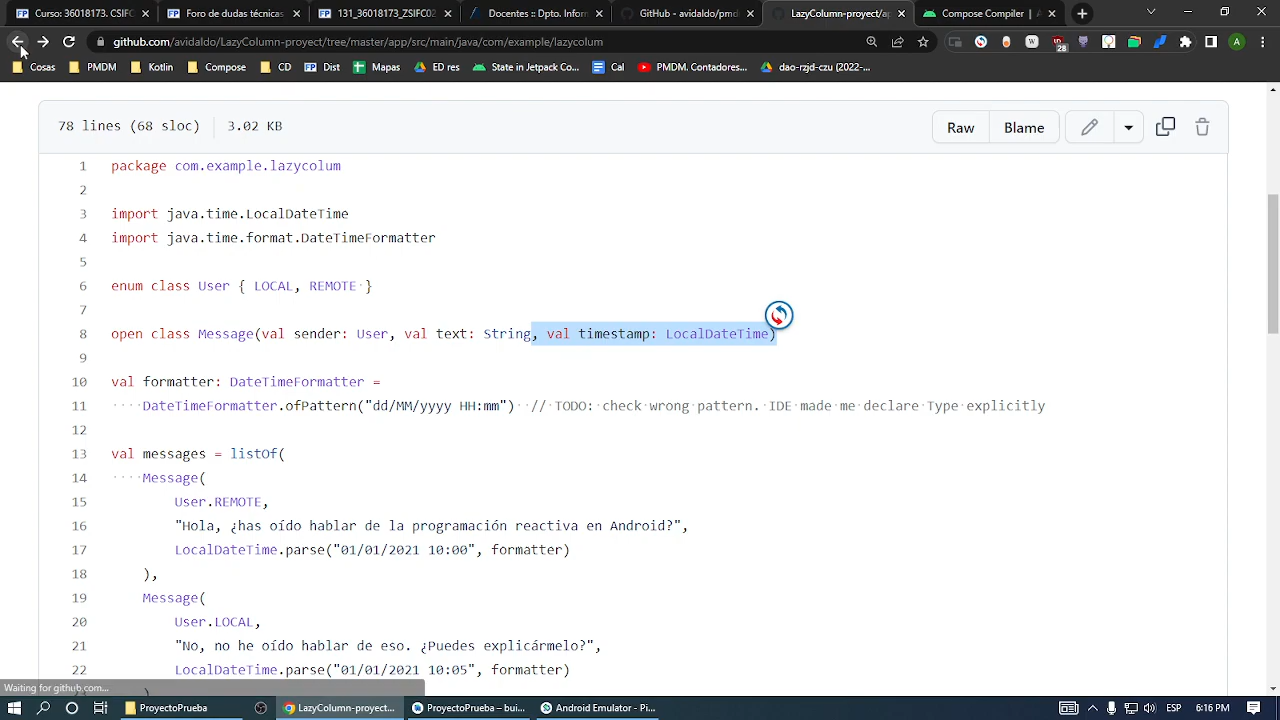 Curso: 36018173. CSIFC
Foro de dudas técnicas
131_36018173_ZSIFC02
Docentes :: Dpto. Inform
GitHub - avidaldo/pmdm
LazyColumn-proyect/ap
Compose Compiler | A
github.com/avidaldo/LazyColumn-proyect/tree/master/app/src/main/java/com/example/lazycolum
28
A
Cosas
PMDM
Kotlin
Compose
CD
Dist
Mapas
ED res
State in Jetpack Co...
Cal
PMDM. Contadores...
dao-rzjd-czu (2022-...
78 lines (68 sloc) 3.02 KB
Raw
Blame
1 package com.example.lazycolum
2
3 import java.time.LocalDateTime
4 import java.time.format.DateTimeFormatter
5
6 enum class User { LOCAL, REMOTE }
7
8 open class Message(val sender: User, val text: String, val timestamp: LocalDateTime)
9
10 val formatter: DateTimeFormatter =
11 DateTimeFormatter.ofPattern("dd/MM/yyyy HH:mm") // TODO: check wrong pattern. IDE made me declare Type explicitly
12
13 val messages = listOf(
14 Message(
15 User.REMOTE,
16 "Hola, ¿has oído hablar de la programación reactiva en Android?",
17 LocalDateTime.parse("01/01/2021 10:00", formatter)
18 ),
19 Message(
20 User.LOCAL,
21 "No, no he oído hablar de eso. ¿Puedes explicármelo?",
22 LocalDateTime.parse("01/01/2021 10:05", formatter)
Waiting for github.com...
ProyectoPrueba
LazyColumn-proyect...
ProyectoPrueba – bui...
Android Emulator - Pi...
ESP
6:16 PM